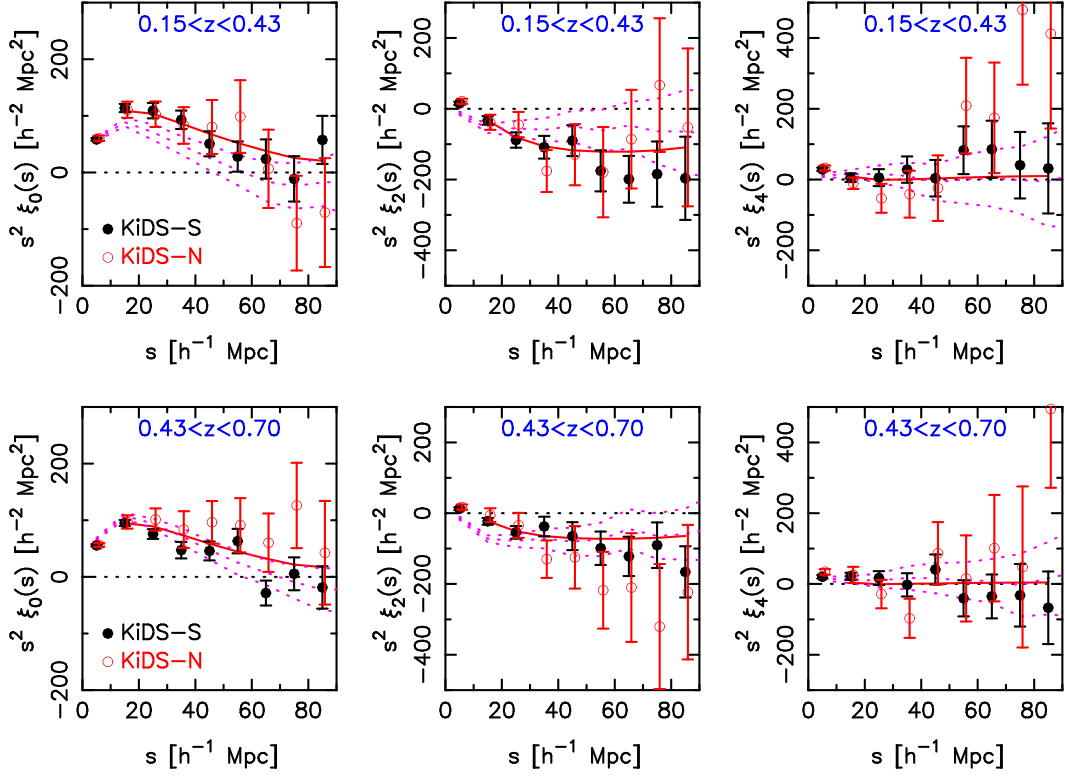 0.15<z<0.43
0.15<z<0.43
0.15<z<0.43
s² ξ₀(s) [h⁻² Mpc²]
200
0
−200
KiDS−S
KiDS−N
0 20 40 60 80
s [h⁻¹ Mpc]
s² ξ₂(s) [h⁻² Mpc²]
200
0
−200
−400
0 20 40 60 80
s [h⁻¹ Mpc]
s² ξ₄(s) [h⁻² Mpc²]
400
200
0
−200
0 20 40 60 80
s [h⁻¹ Mpc]
0.43<z<0.70
0.43<z<0.70
0.43<z<0.70
s² ξ₀(s) [h⁻² Mpc²]
200
0
−200
KiDS−S
KiDS−N
0 20 40 60 80
s [h⁻¹ Mpc]
s² ξ₂(s) [h⁻² Mpc²]
200
0
−200
−400
0 20 40 60 80
s [h⁻¹ Mpc]
s² ξ₄(s) [h⁻² Mpc²]
400
200
0
−200
0 20 40 60 80
s [h⁻¹ Mpc]